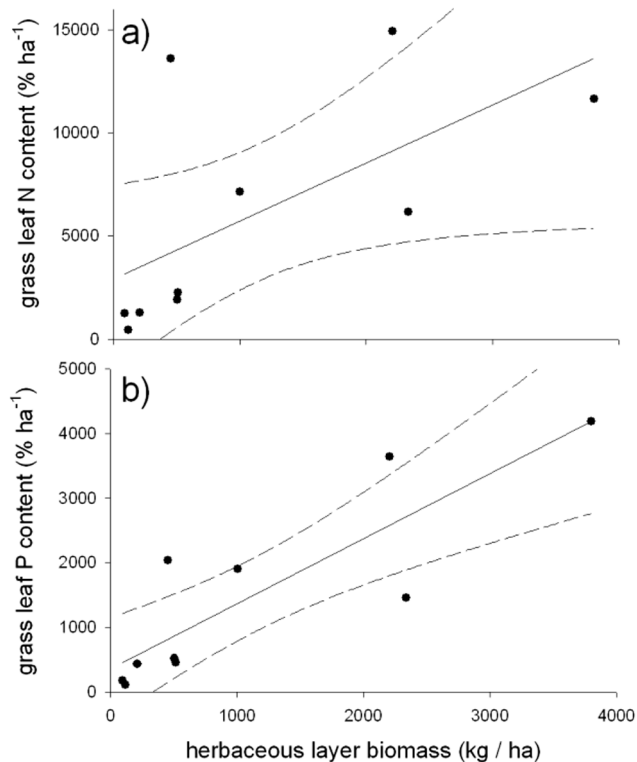 a)
grass leaf N content (% ha⁻¹)
15000
10000
5000
0
b)
grass leaf P content (% ha⁻¹)
5000
4000
3000
2000
1000
0
0 1000 2000 3000 4000
herbaceous layer biomass (kg / ha)